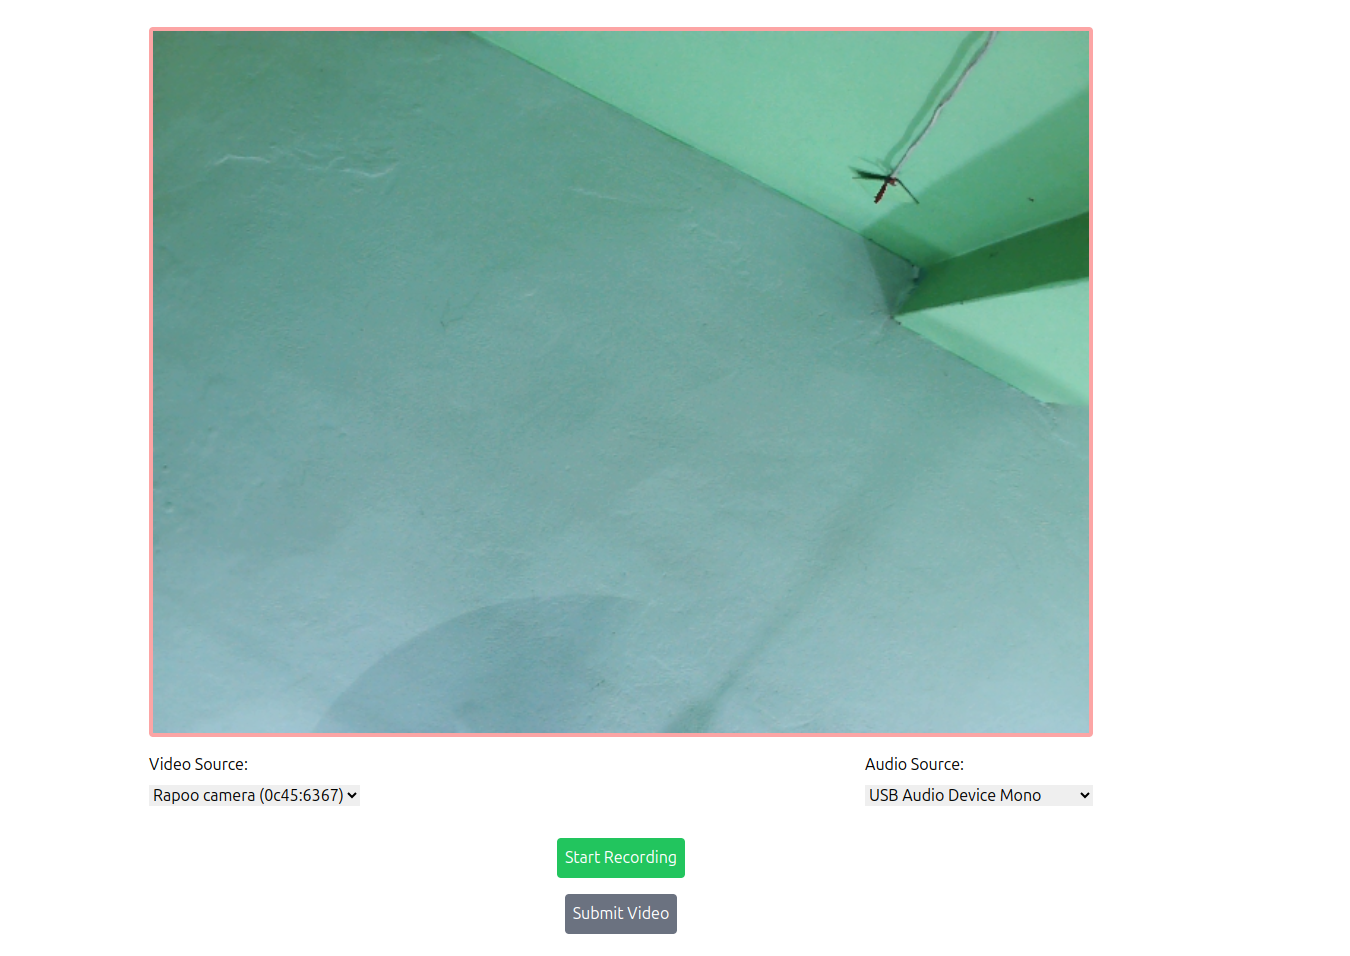 Video Source:
Audio Source:
Rapoo camera (0c45:6367)
USB Audio Device Mono
Start Recording
Submit Video